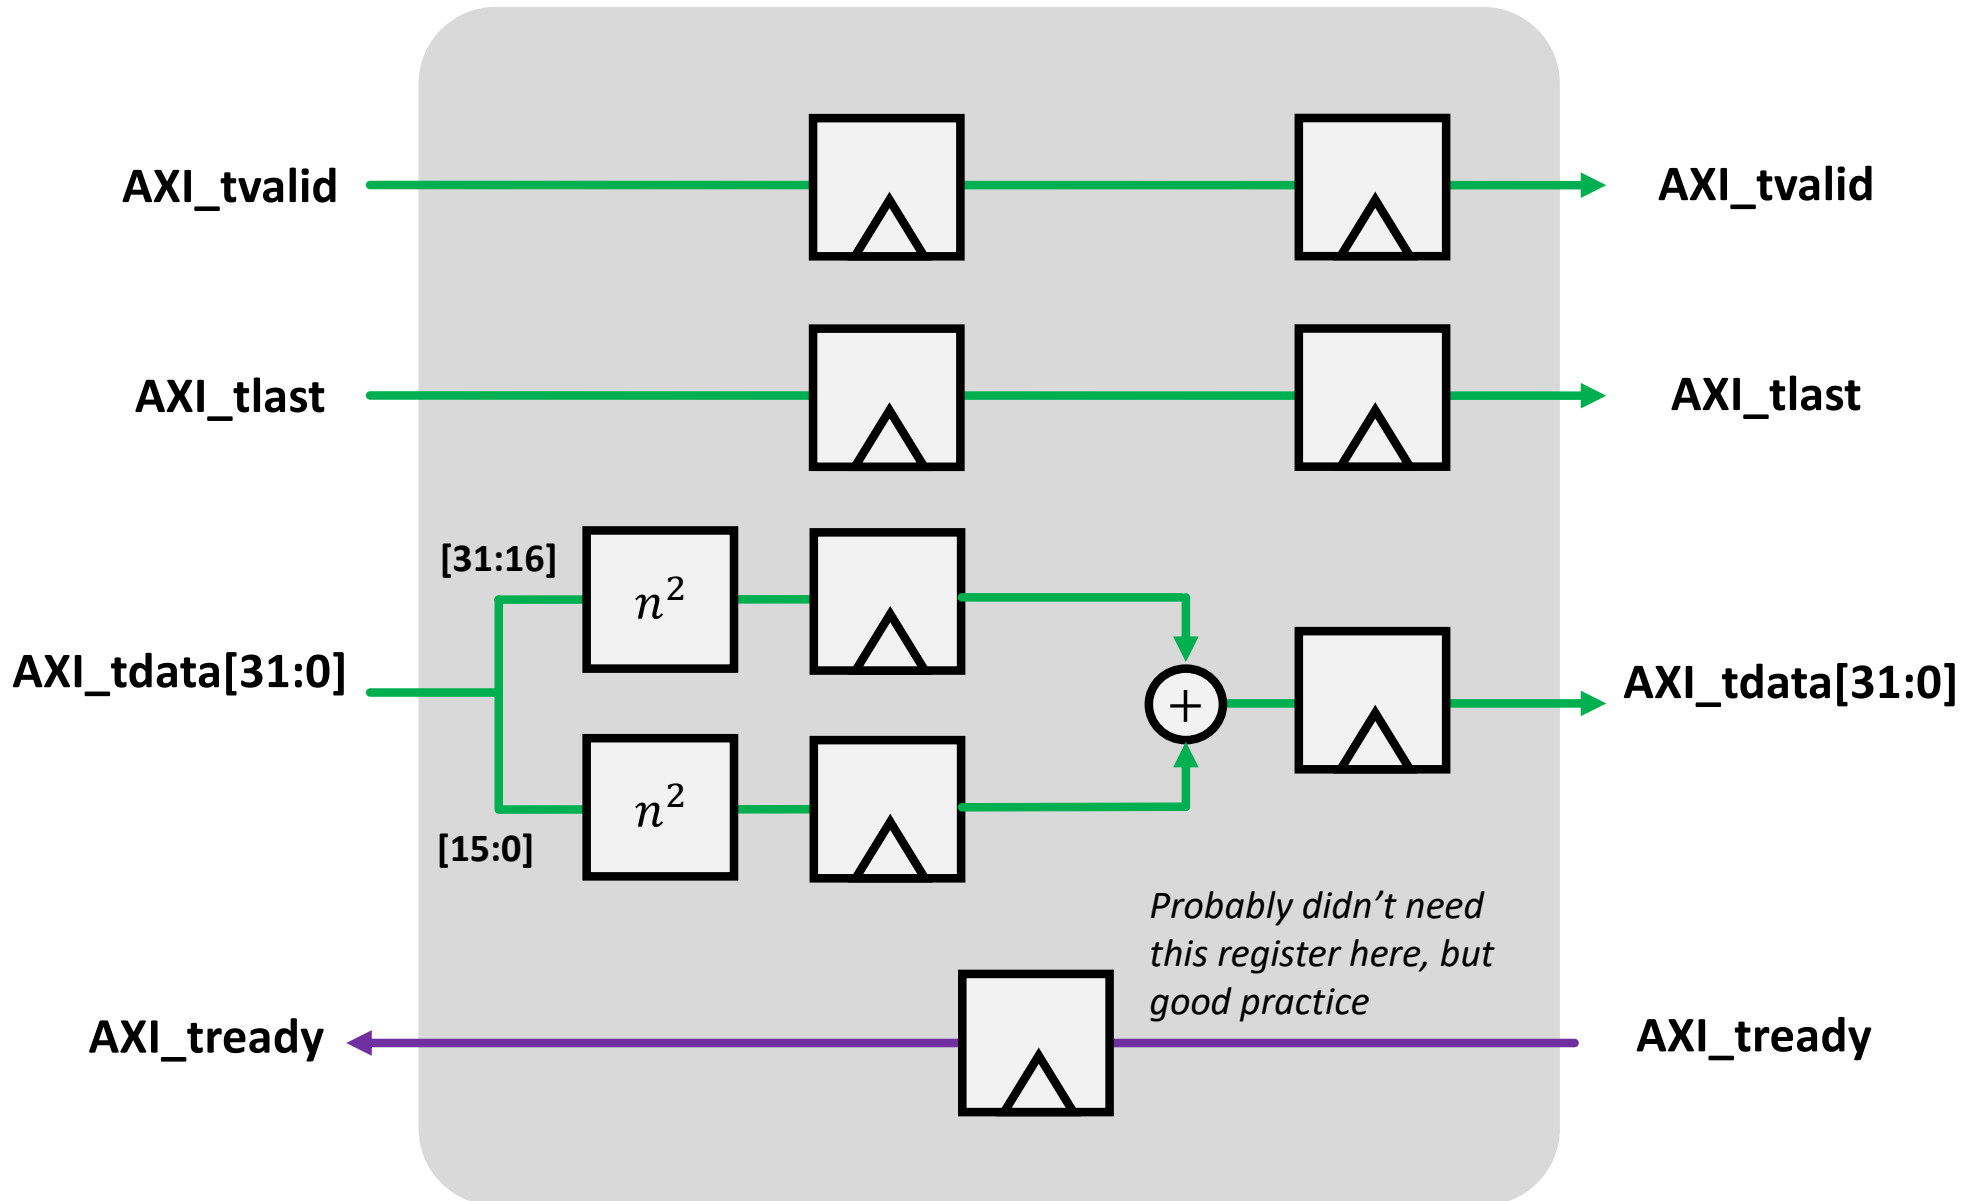 AXI_tvalid
AXI_tvalid
AXI_tlast
AXI_tlast
[31:16]
n²
AXI_tdata[31:0]
+
AXI_tdata[31:0]
n²
[15:0]
Probably didn’t need
this register here, but
good practice
AXI_tready
AXI_tready